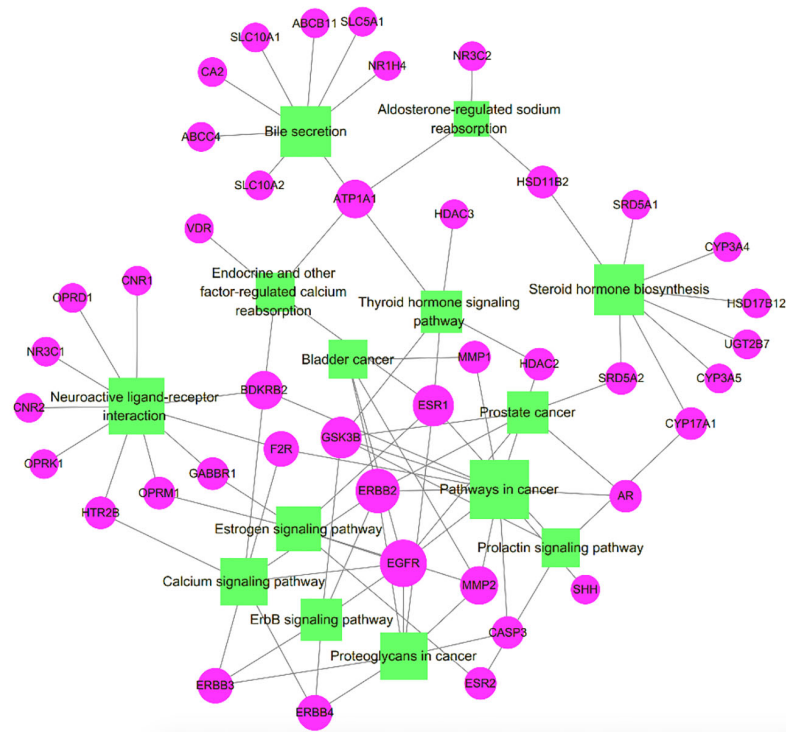 ABCB11
SLC5A1
SLC10A1
NR3C2
NR1H4
CA2
Aldosterone-regulated sodium
reabsorption
Bile secretion
ABCC4
SLC10A2
HSD11B2
ATP1A1
SRD5A1
HDAC3
VDR
CYP3A4
Endocrine and other
factor-regulated calcium
reabsorption
CNR1
Steroid hormone biosynthesis
OPRD1
Thyroid hormone signaling
pathway
HSD17B12
UGT2B7
NR3C1
Bladder cancer
MMP1
HDAC2
SRD5A2
CYP3A5
Neuroactive ligand-receptor
interaction
BDKRB2
CNR2
ESR1
Prostate cancer
CYP17A1
GSK3B
F2R
OPRK1
GABBR1
OPRM1
ERBB2
Pathways in cancer
AR
HTR2B
Estrogen signaling pathway
Prolactin signaling pathway
EGFR
Calcium signaling pathway
MMP2
SHH
ErbB signaling pathway
CASP3
Proteoglycans in cancer
ERBB3
ESR2
ERBB4